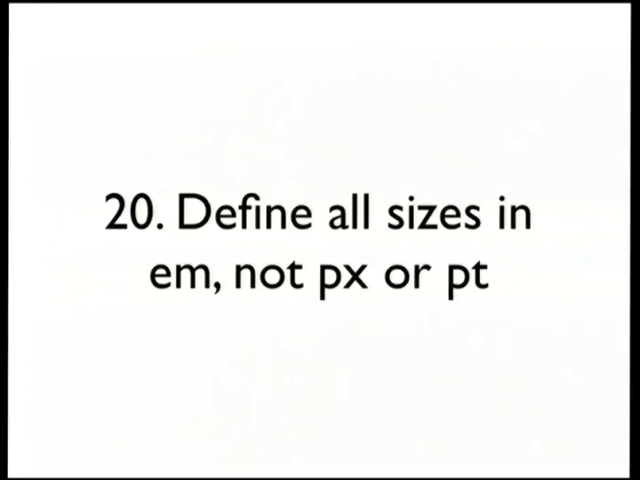 20. Define all sizes in
em, not px or pt